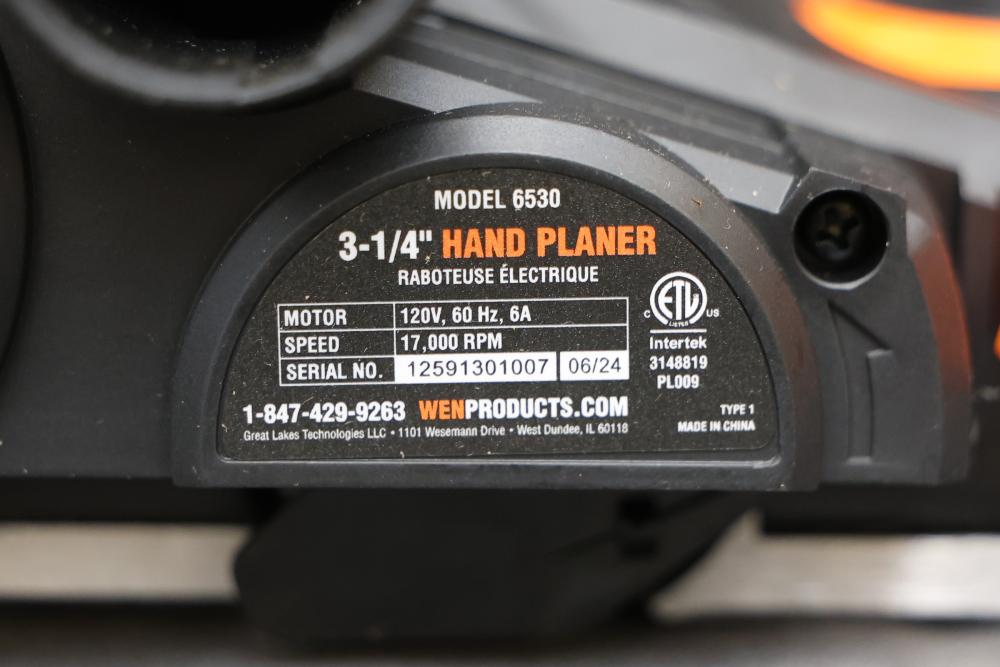 MODEL 6530
3-1/4" HAND PLANER
RABOTEUSE ÉLECTRIQUE
MOTOR 120V, 60 Hz, 6A
SPEED 17,000 RPM
SERIAL NO. 12591301007 06/24
C ETL US
LISTED
Intertek
3148819
PL009
1-847-429-9263 WENPRODUCTS.COM
Great Lakes Technologies LLC • 1101 Wesemann Drive • West Dundee, IL 60118
TYPE 1
MADE IN CHINA